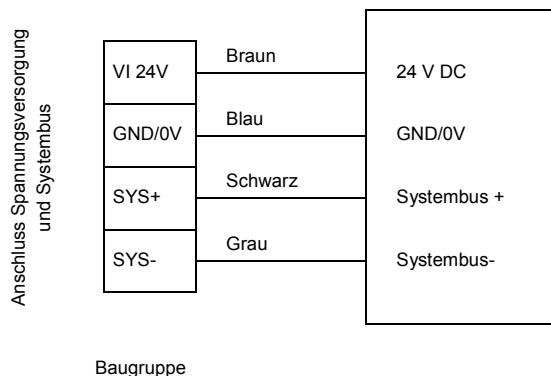 Anschluss Spannungsversorgung
und Systembus
VI 24V
Braun
24 V DC
GND/0V
Blau
GND/0V
SYS+
Schwarz
Systembus +
SYS-
Grau
Systembus-
Baugruppe